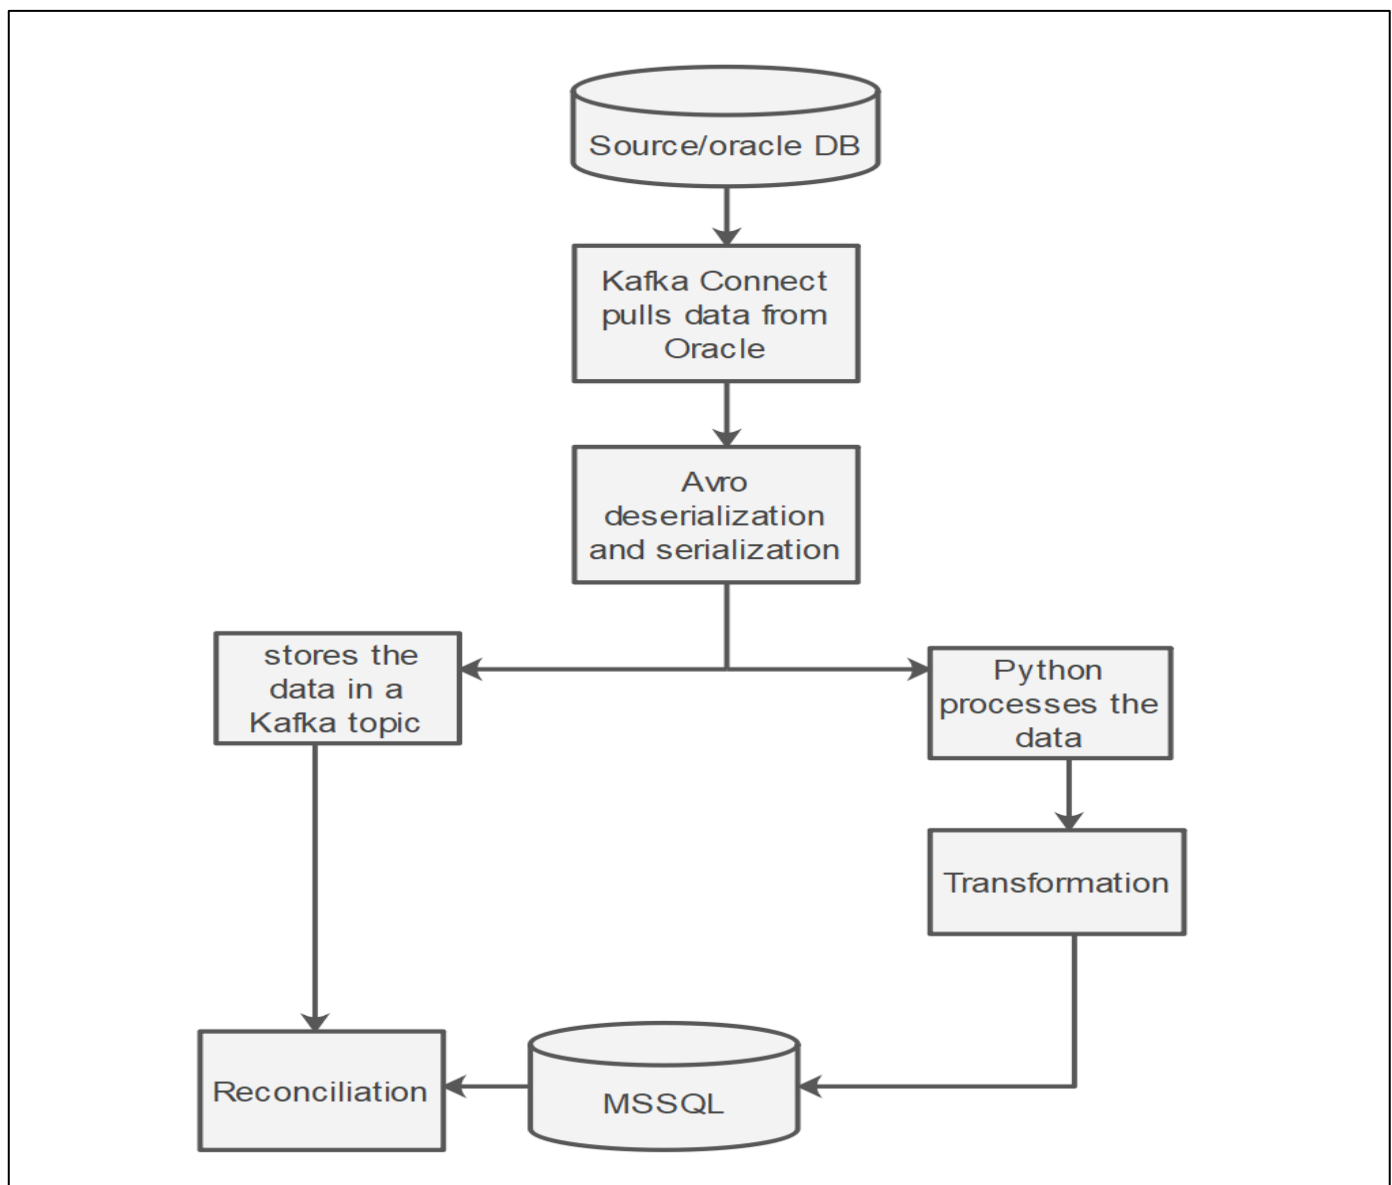 Source/oracle DB
Kafka Connect
pulls data from
Oracle
Avro
deserialization
and serialization
stores the
data in a
Kafka topic
Python
processes the
data
Transformation
Reconciliation
MSSQL